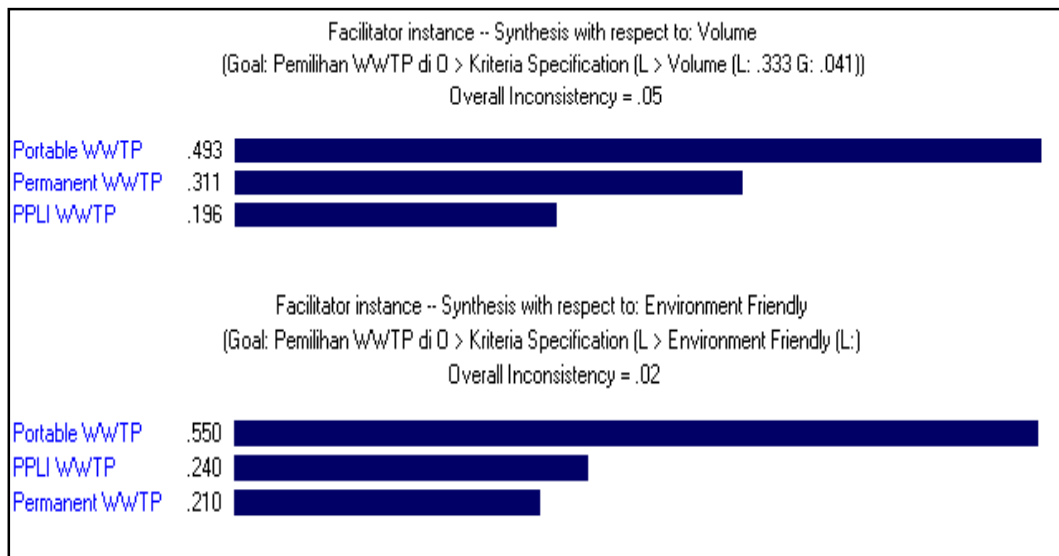 Facilitator instance -- Synthesis with respect to: Volume
(Goal: Pemilihan WWTP di O > Kriteria Specification (L > Volume (L: .333 G: .041))
Overall Inconsistency = .05
Portable WWTP .493
Permanent WWTP .311
PPLI WWTP .196
Facilitator instance -- Synthesis with respect to: Environment Friendly
(Goal: Pemilihan WWTP di O > Kriteria Specification (L > Environment Friendly (L:)
Overall Inconsistency = .02
Portable WWTP .550
PPLI WWTP .240
Permanent WWTP .210